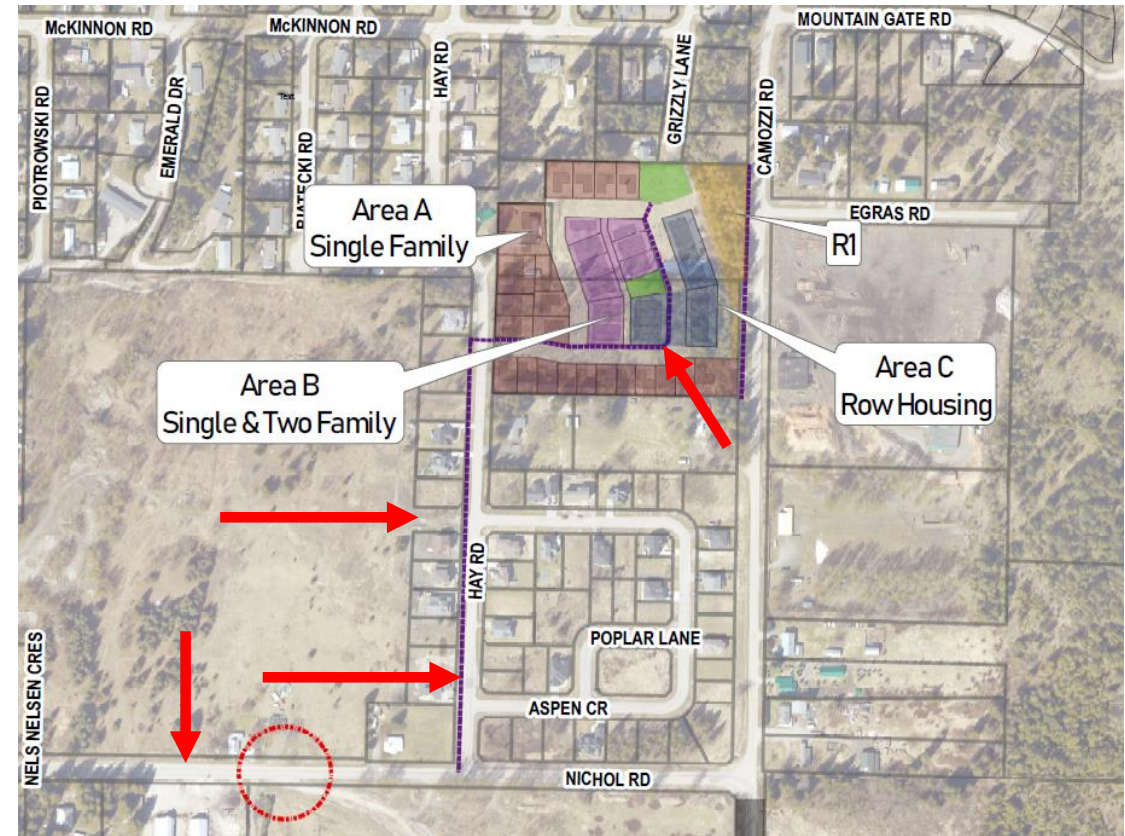 McKINNON RD
McKINNON RD
MOUNTAIN GATE RD
HAY RD
GRIZZLY LANE
CAMOZZI RD
PIOTROWSKI RD
EMERALD DR
Text
EGRAS RD
Area A
Single Family
R1
Area B
Single & Two Family
Area C
Row Housing
HAY RD
POPLAR LANE
ASPEN CR
NELS NELSEN CRES
NICHOL RD